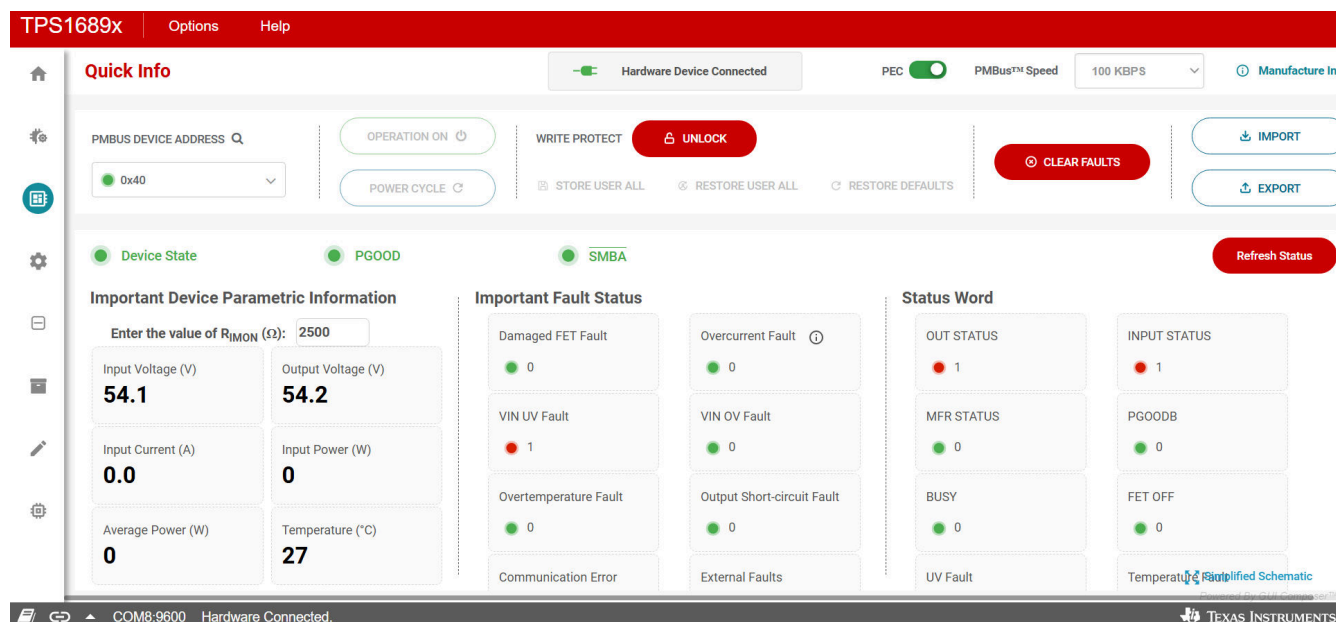 TPS1689x Options Help
Quick Info
Hardware Device Connected
PEC
PMBus™ Speed
100 KBPS
Manufacture In
PMBUS DEVICE ADDRESS
0x40
OPERATION ON
POWER CYCLE
WRITE PROTECT
UNLOCK
STORE USER ALL
RESTORE USER ALL
RESTORE DEFAULTS
CLEAR FAULTS
IMPORT
EXPORT
Device State
PGOOD
SMBA
Refresh Status
Important Device Parametric Information
Enter the value of RIMON (Ω): 2500
Input Voltage (V)
54.1
Output Voltage (V)
54.2
Input Current (A)
0.0
Input Power (W)
0
Average Power (W)
0
Temperature (°C)
27
Important Fault Status
Damaged FET Fault
0
Overcurrent Fault
0
VIN UV Fault
1
VIN OV Fault
0
Overtemperature Fault
0
Output Short-circuit Fault
0
Communication Error
External Faults
Status Word
OUT STATUS
1
INPUT STATUS
1
MFR STATUS
0
PGOODB
0
BUSY
0
FET OFF
0
UV Fault
Temperature Fault
Simplified Schematic
Powered By GUI Composer™
COM8:9600 Hardware Connected.
TEXAS INSTRUMENTS